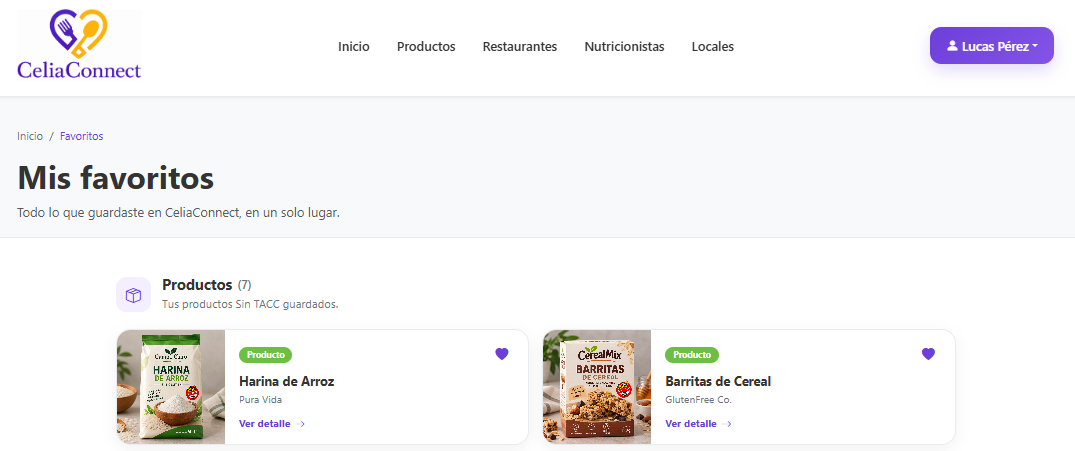 CeliaConnect
Inicio
Productos
Restaurantes
Nutricionistas
Locales
Lucas Pérez
Inicio / Favoritos
Mis favoritos
Todo lo que guardaste en CeliaConnect, en un solo lugar.
Productos (7)
Tus productos Sin TACC guardados.
HARINA
DE ARROZ
Producto
Harina de Arroz
Pura Vida
Ver detalle →
CerealMix
BARRITAS
DE CEREAL
Producto
Barritas de Cereal
GlutenFree Co.
Ver detalle →